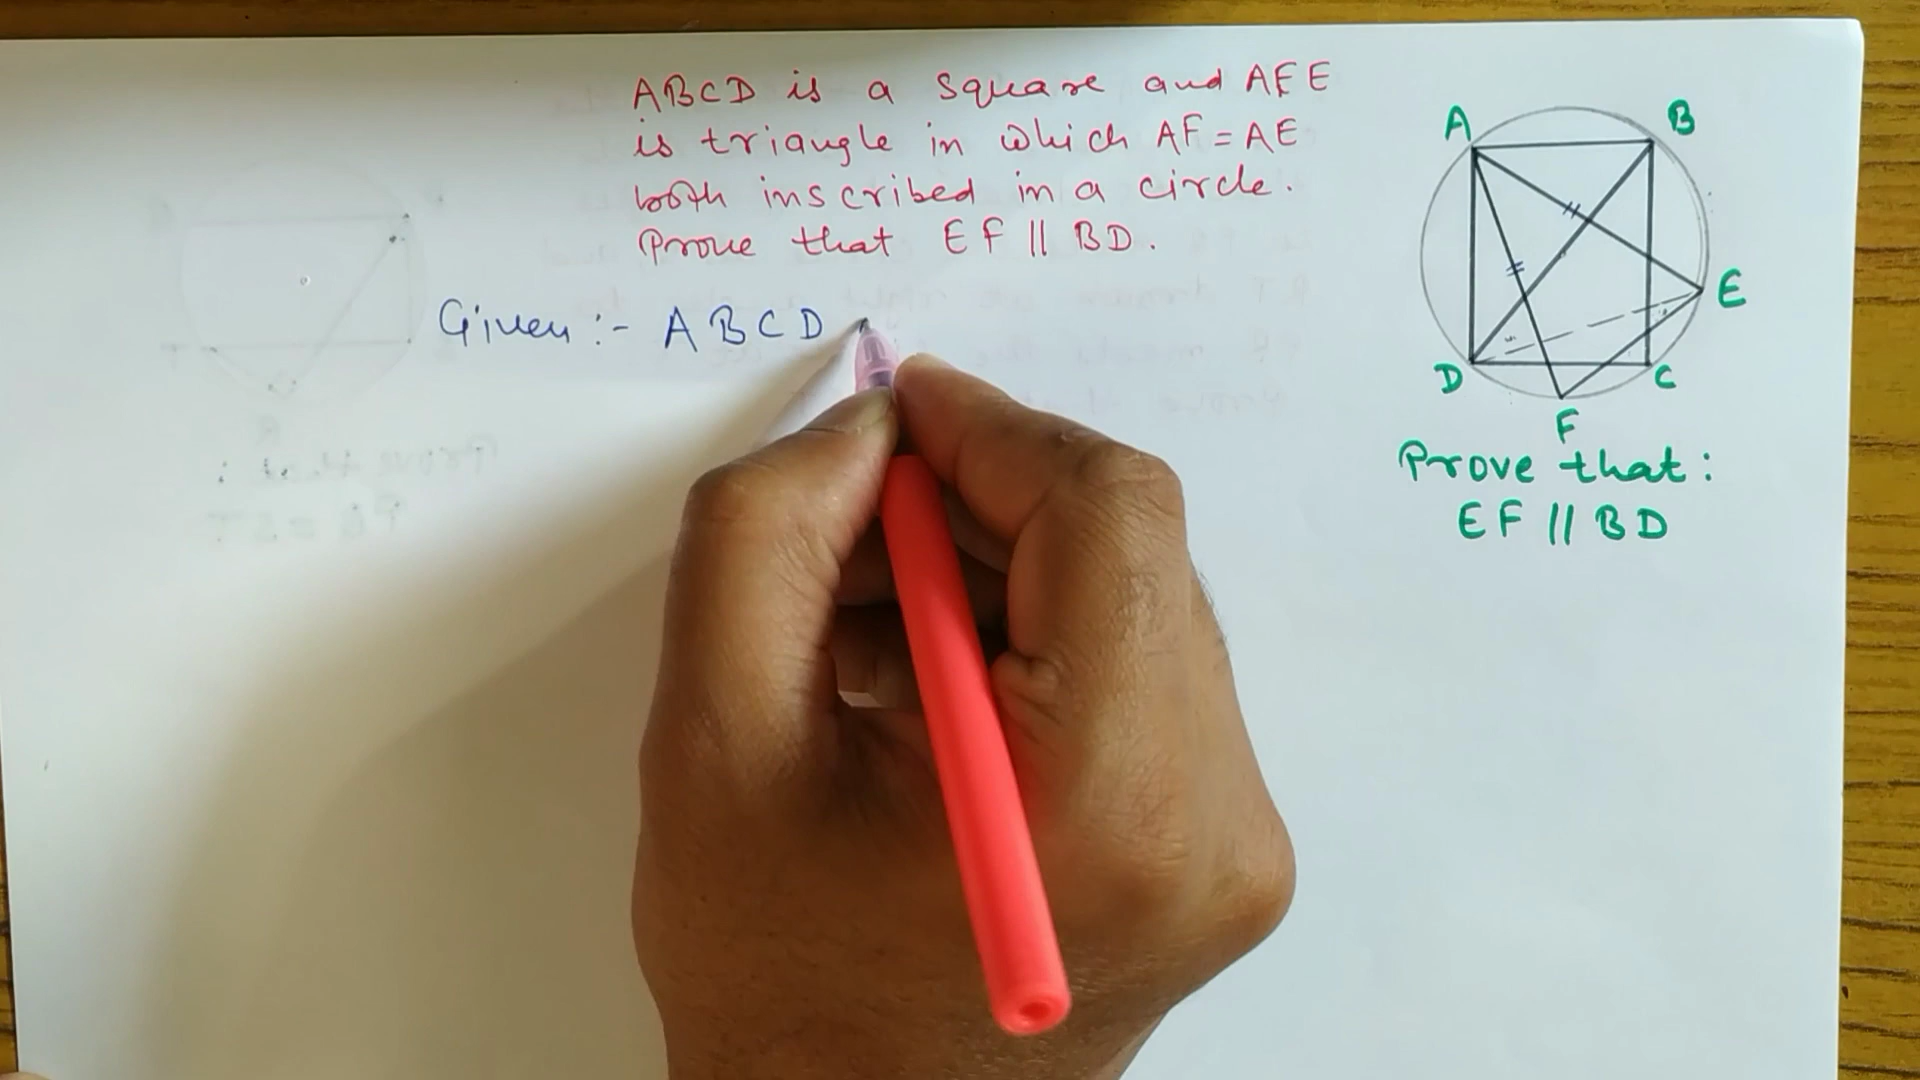 ABCD is a square and AFE
is triangle in which AF = AE
both inscribed in a circle.
Prove that EF || BD.
Given :- ABCD
A
B
E
D
C
F
Prove that :
EF || BD